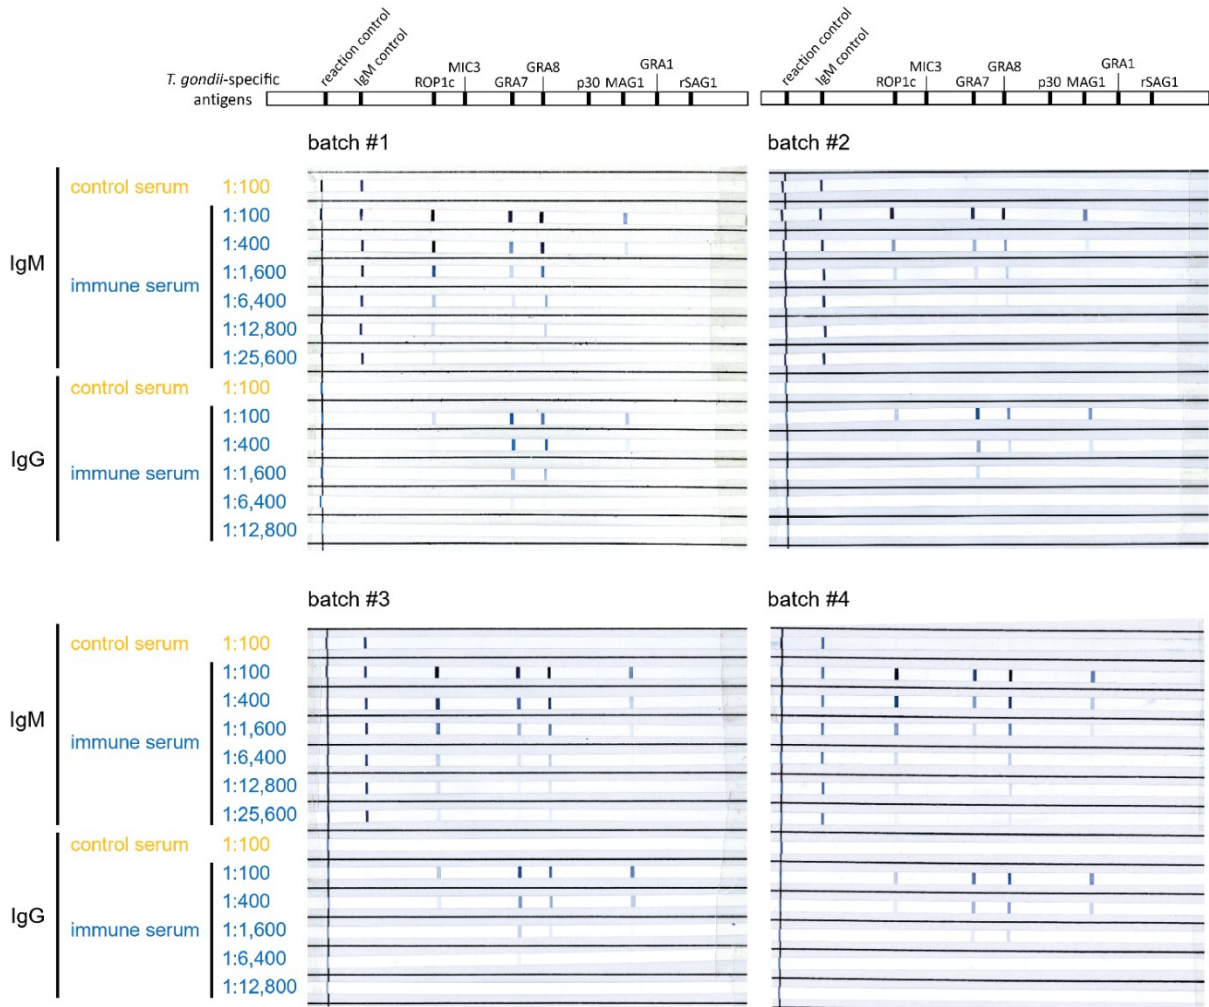 T. gondii-specific antigens
reaction control IgM control ROP1c MIC3 GRA7 GRA8 p30 MAG1 GRA1 rSAG1
reaction control IgM control ROP1c MIC3 GRA7 GRA8 p30 MAG1 GRA1 rSAG1
batch #1
batch #2
IgM
control serum 1:100
immune serum
1:100
1:400
1:1,600
1:6,400
1:12,800
1:25,600
IgG
control serum 1:100
immune serum
1:100
1:400
1:1,600
1:6,400
1:12,800
batch #3
batch #4
IgM
control serum 1:100
immune serum
1:100
1:400
1:1,600
1:6,400
1:12,800
1:25,600
IgG
control serum 1:100
immune serum
1:100
1:400
1:1,600
1:6,400
1:12,800